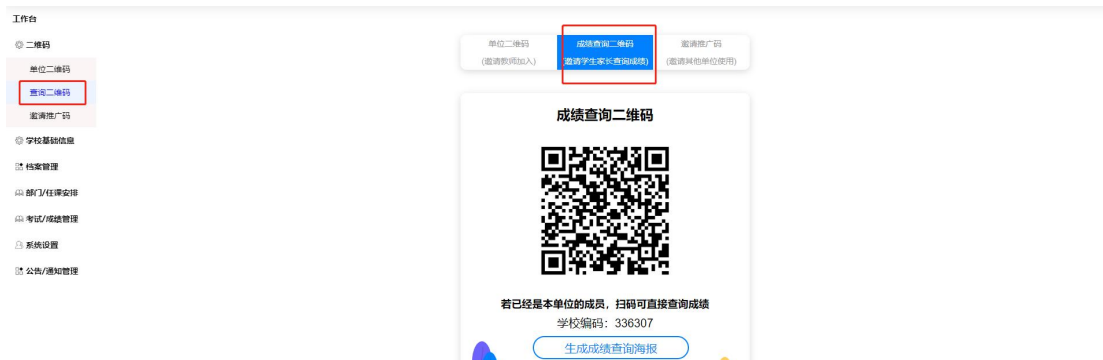 工作台
二维码
单位二维码
查询二维码
邀请推广码
学校基础信息
档案管理
部门/任课安排
考试/成绩管理
系统设置
公告/通知管理
单位二维码
(邀请教师加入)
成绩查询二维码
(邀请学生家长查询成绩)
邀请推广码
(邀请其他单位使用)
成绩查询二维码
若已经是本单位的成员，扫码可直接查询成绩
学校编码：336307
生成成绩查询海报